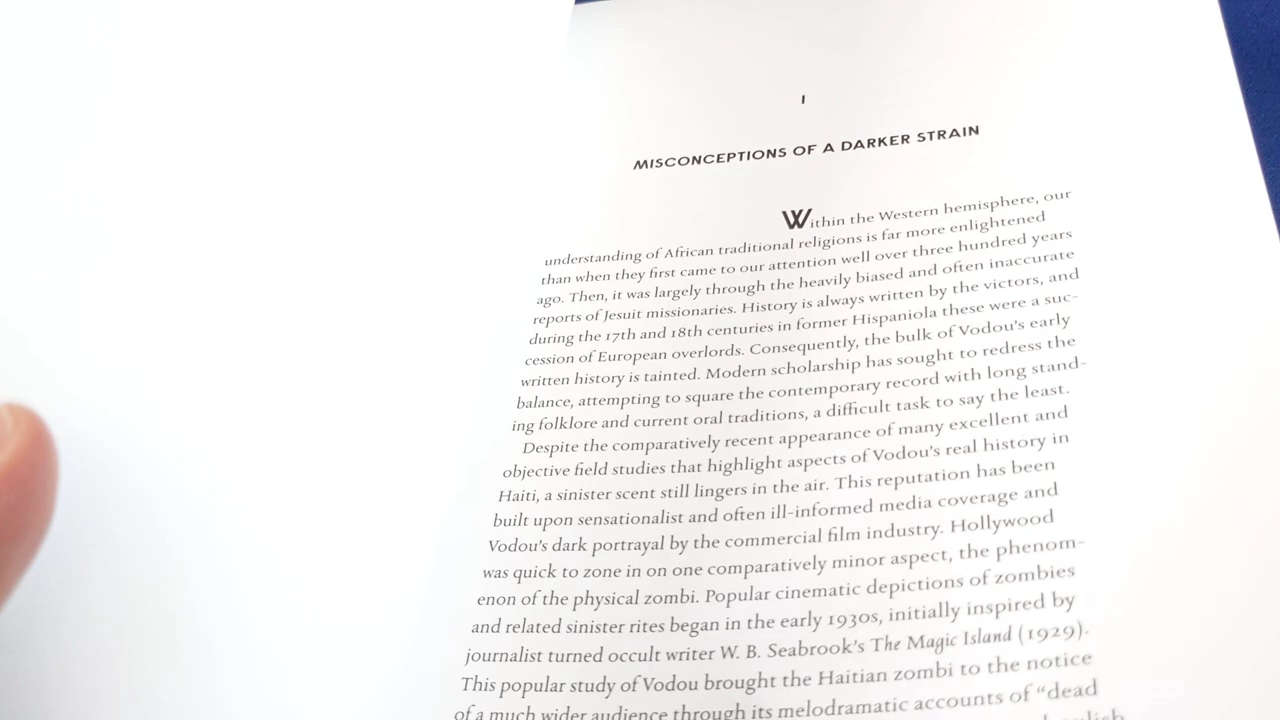 I
MISCONCEPTIONS OF A DARKER STRAIN
Within the Western hemisphere, our
understanding of African traditional religions is far more enlightened
than when they first came to our attention well over three hundred years
ago. Then, it was largely through the heavily biased and often inaccurate
reports of Jesuit missionaries. History is always written by the victors, and
during the 17th and 18th centuries in former Hispaniola these were a suc-
cession of European overlords. Consequently, the bulk of Vodou's early
written history is tainted. Modern scholarship has sought to redress the
balance, attempting to square the contemporary record with long stand-
ing folklore and current oral traditions, a difficult task to say the least.
Despite the comparatively recent appearance of many excellent and
objective field studies that highlight aspects of Vodou's real history in
Haiti, a sinister scent still lingers in the air. This reputation has been
built upon sensationalist and often ill-informed media coverage and
Vodou's dark portrayal by the commercial film industry. Hollywood
was quick to zone in on one comparatively minor aspect, the phenom-
enon of the physical zombi. Popular cinematic depictions of zombies
and related sinister rites began in the early 1930s, initially inspired by
journalist turned occult writer W. B. Seabrook's The Magic Island (1929).
This popular study of Vodou brought the Haitian zombi to the notice
of a much wider audience through its melodramatic accounts of "dead